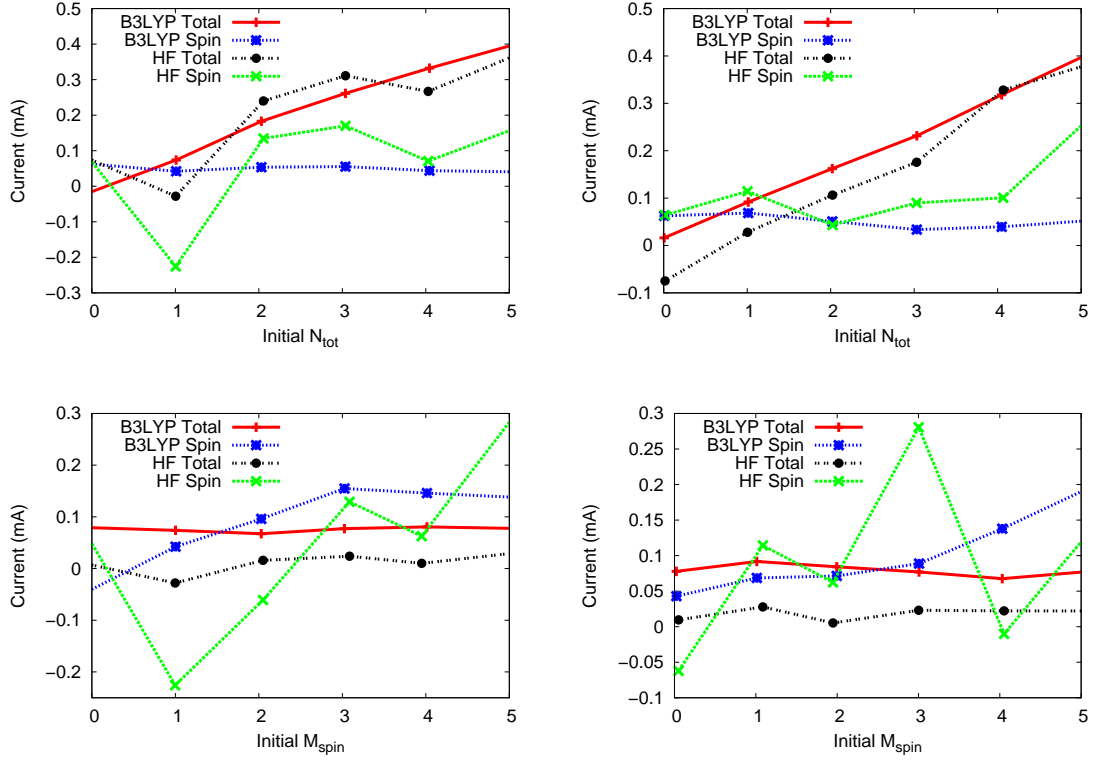 B3LYP Total
B3LYP Spin
HF Total
HF Spin
0.5
0.4
0.3
0.2
0.1
0
−0.1
−0.2
−0.3
Current (mA)
0 1 2 3 4 5
Initial N_tot
B3LYP Total
B3LYP Spin
HF Total
HF Spin
0.5
0.4
0.3
0.2
0.1
0
−0.1
Current (mA)
0 1 2 3 4 5
Initial N_tot
B3LYP Total
B3LYP Spin
HF Total
HF Spin
0.3
0.2
0.1
0
−0.1
−0.2
Current (mA)
0 1 2 3 4 5
Initial M_spin
B3LYP Total
B3LYP Spin
HF Total
HF Spin
0.3
0.25
0.2
0.15
0.1
0.05
0
−0.05
−0.1
Current (mA)
0 1 2 3 4 5
Initial M_spin